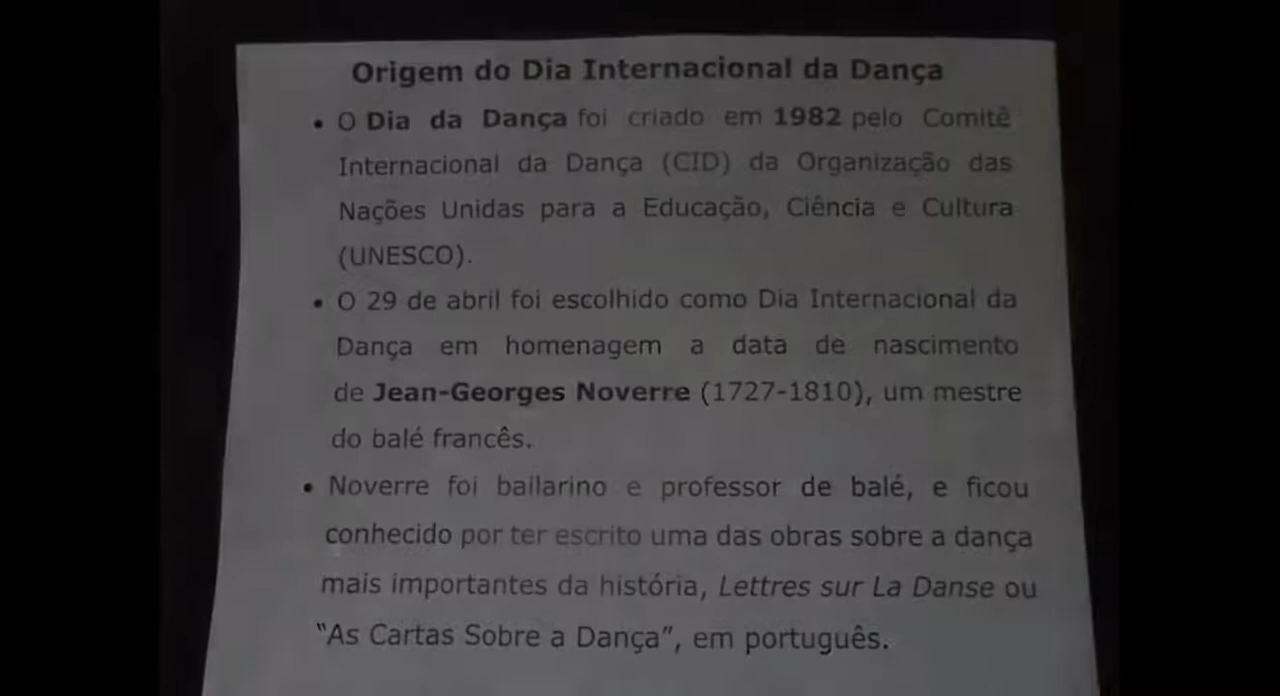 Origem do Dia Internacional da Dança
• O Dia da Dança foi criado em 1982 pelo Comitê
Internacional da Dança (CID) da Organização das
Nações Unidas para a Educação, Ciência e Cultura
(UNESCO).
• O 29 de abril foi escolhido como Dia Internacional da
Dança em homenagem a data de nascimento
de Jean-Georges Noverre (1727-1810), um mestre
do balé francês.
• Noverre foi bailarino e professor de balé, e ficou
conhecido por ter escrito uma das obras sobre a dança
mais importantes da história, Lettres sur La Danse ou
“As Cartas Sobre a Dança”, em português.